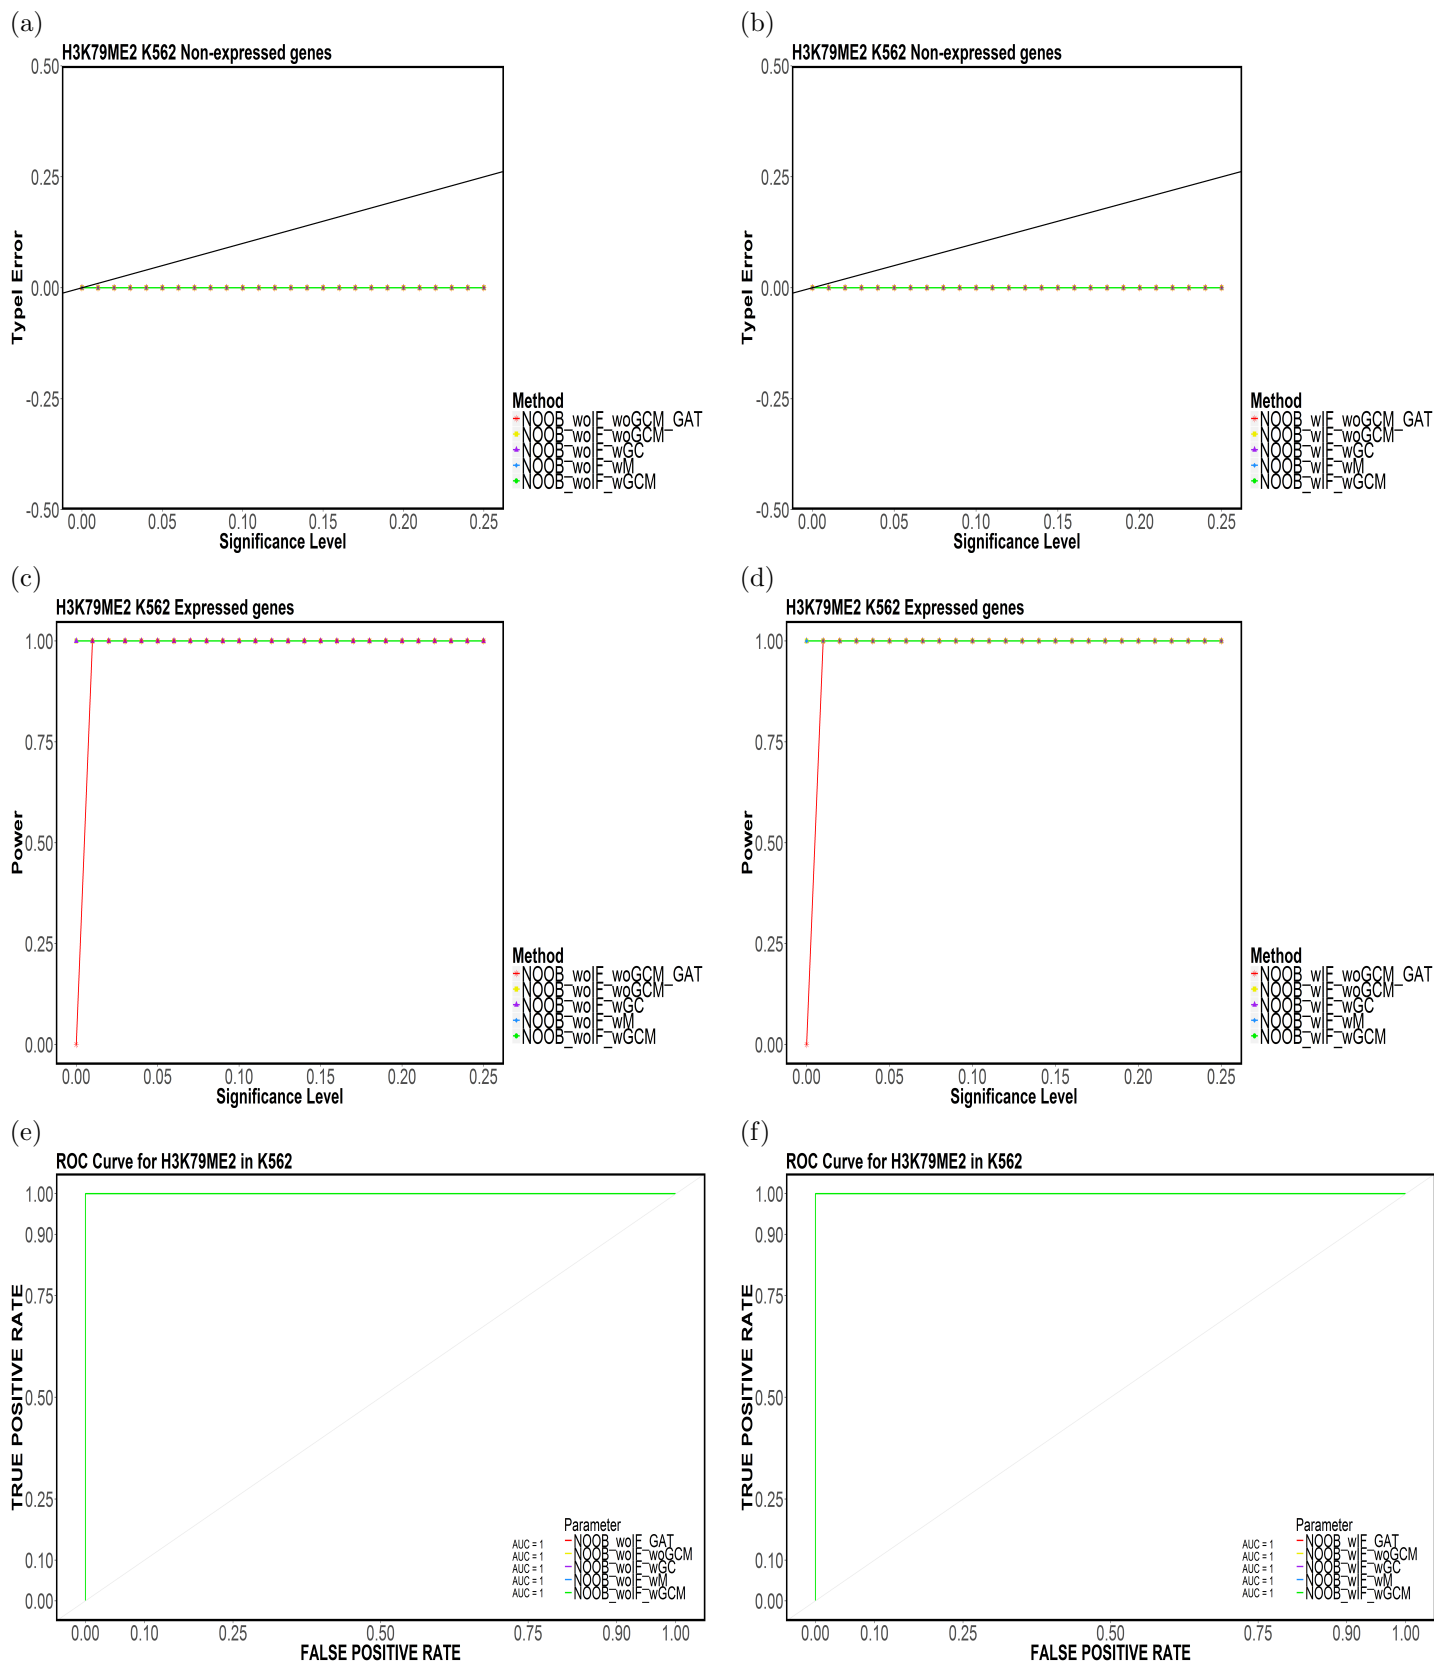 (a)
H3K79ME2 K562 Non-expressed genes
0.50
0.25
0.00
-0.25
-0.50
TypeI Error
0.00 0.05 0.10 0.15 0.20 0.25
Significance Level
Method
NOOB_woIF_woGCM_GAT
NOOB_woIF_woGCM
NOOB_woIF_wGC
NOOB_woIF_wM
NOOB_woIF_wGCM
(b)
H3K79ME2 K562 Non-expressed genes
0.50
0.25
0.00
-0.25
-0.50
TypeI Error
0.00 0.05 0.10 0.15 0.20 0.25
Significance Level
Method
NOOB_wIF_woGCM_GAT
NOOB_wIF_woGCM
NOOB_wIF_wGC
NOOB_wIF_wM
NOOB_wIF_wGCM
(c)
H3K79ME2 K562 Expressed genes
1.00
0.75
0.50
0.25
0.00
Power
0.00 0.05 0.10 0.15 0.20 0.25
Significance Level
Method
NOOB_woIF_woGCM_GAT
NOOB_woIF_woGCM
NOOB_woIF_wGC
NOOB_woIF_wM
NOOB_woIF_wGCM
(d)
H3K79ME2 K562 Expressed genes
1.00
0.75
0.50
0.25
0.00
Power
0.00 0.05 0.10 0.15 0.20 0.25
Significance Level
Method
NOOB_wIF_woGCM_GAT
NOOB_wIF_woGCM
NOOB_wIF_wGC
NOOB_wIF_wM
NOOB_wIF_wGCM
(e)
ROC Curve for H3K79ME2 in K562
1.00
0.90
0.75
0.50
0.25
0.10
0.00
TRUE POSITIVE RATE
0.00 0.10 0.25 0.50 0.75 0.90 1.00
FALSE POSITIVE RATE
Parameter
AUC = 1 NOOB_woIF_GAT
AUC = 1 NOOB_woIF_woGCM
AUC = 1 NOOB_woIF_wGC
AUC = 1 NOOB_woIF_wM
AUC = 1 NOOB_woIF_wGCM
(f)
ROC Curve for H3K79ME2 in K562
1.00
0.90
0.75
0.50
0.25
0.10
0.00
TRUE POSITIVE RATE
0.00 0.10 0.25 0.50 0.75 0.90 1.00
FALSE POSITIVE RATE
Parameter
AUC = 1 NOOB_wIF_GAT
AUC = 1 NOOB_wIF_woGCM
AUC = 1 NOOB_wIF_wGC
AUC = 1 NOOB_wIF_wM
AUC = 1 NOOB_wIF_wGCM